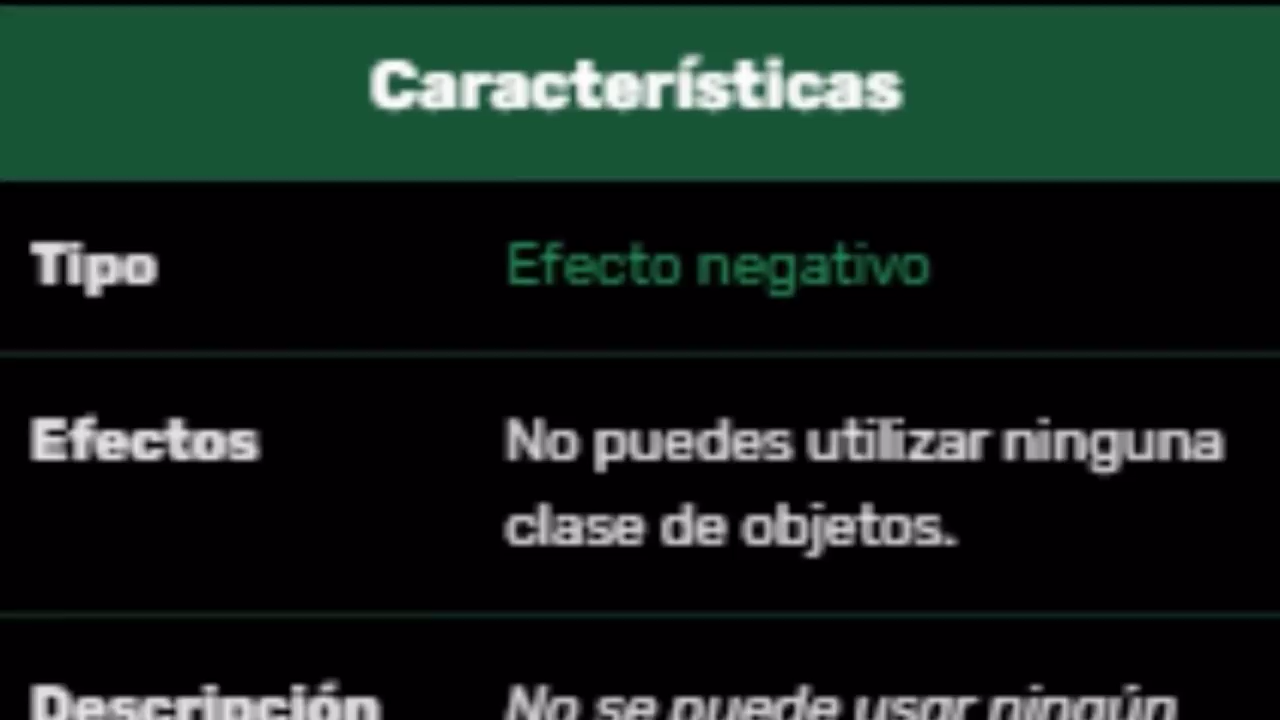 Características
Tipo Efecto negativo
Efectos No puedes utilizar ninguna
clase de objetos.
Descripción No se puede usar ningún